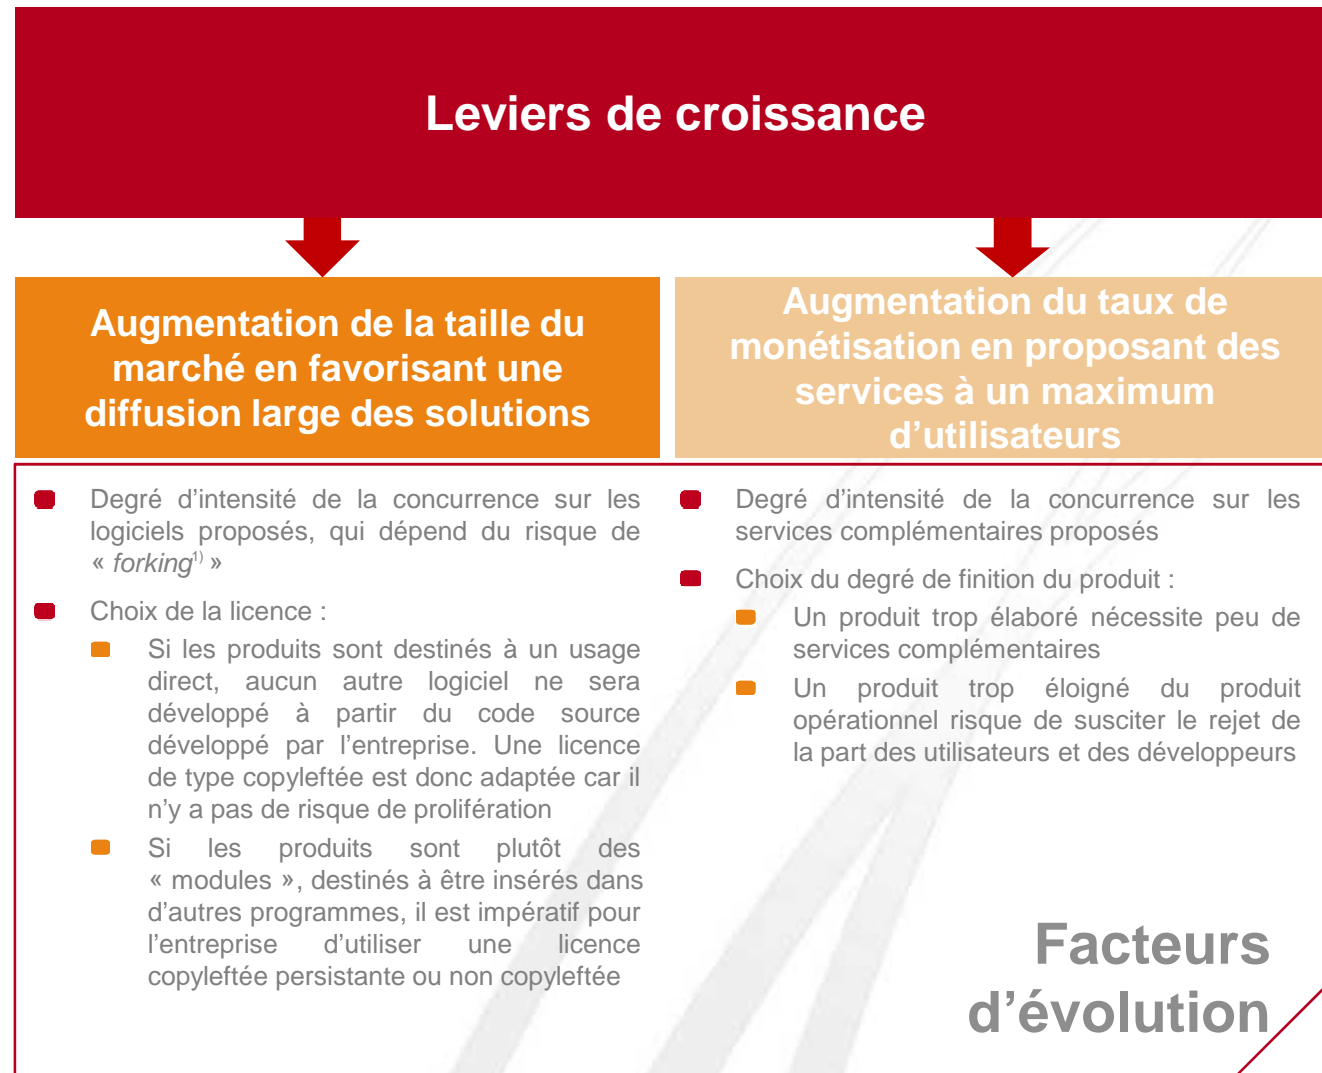 Leviers de croissance
Augmentation de la taille du
marché en favorisant une
diffusion large des solutions
Augmentation du taux de
monétisation en proposant des
services à un maximum
d’utilisateurs
Degré d’intensité de la concurrence sur les
logiciels proposés, qui dépend du risque de
« forking1) »
Choix de la licence :
Si les produits sont destinés à un usage
direct, aucun autre logiciel ne sera
développé à partir du code source
développé par l’entreprise. Une licence
de type copyleftée est donc adaptée car il
n’y a pas de risque de prolifération
Si les produits sont plutôt des
« modules », destinés à être insérés dans
d’autres programmes, il est impératif pour
l’entreprise d’utiliser une licence
copyleftée persistante ou non copyleftée
Degré d’intensité de la concurrence sur les
services complémentaires proposés
Choix du degré de finition du produit :
Un produit trop élaboré nécessite peu de
services complémentaires
Un produit trop éloigné du produit
opérationnel risque de susciter le rejet de
la part des utilisateurs et des développeurs
Facteurs
d’évolution